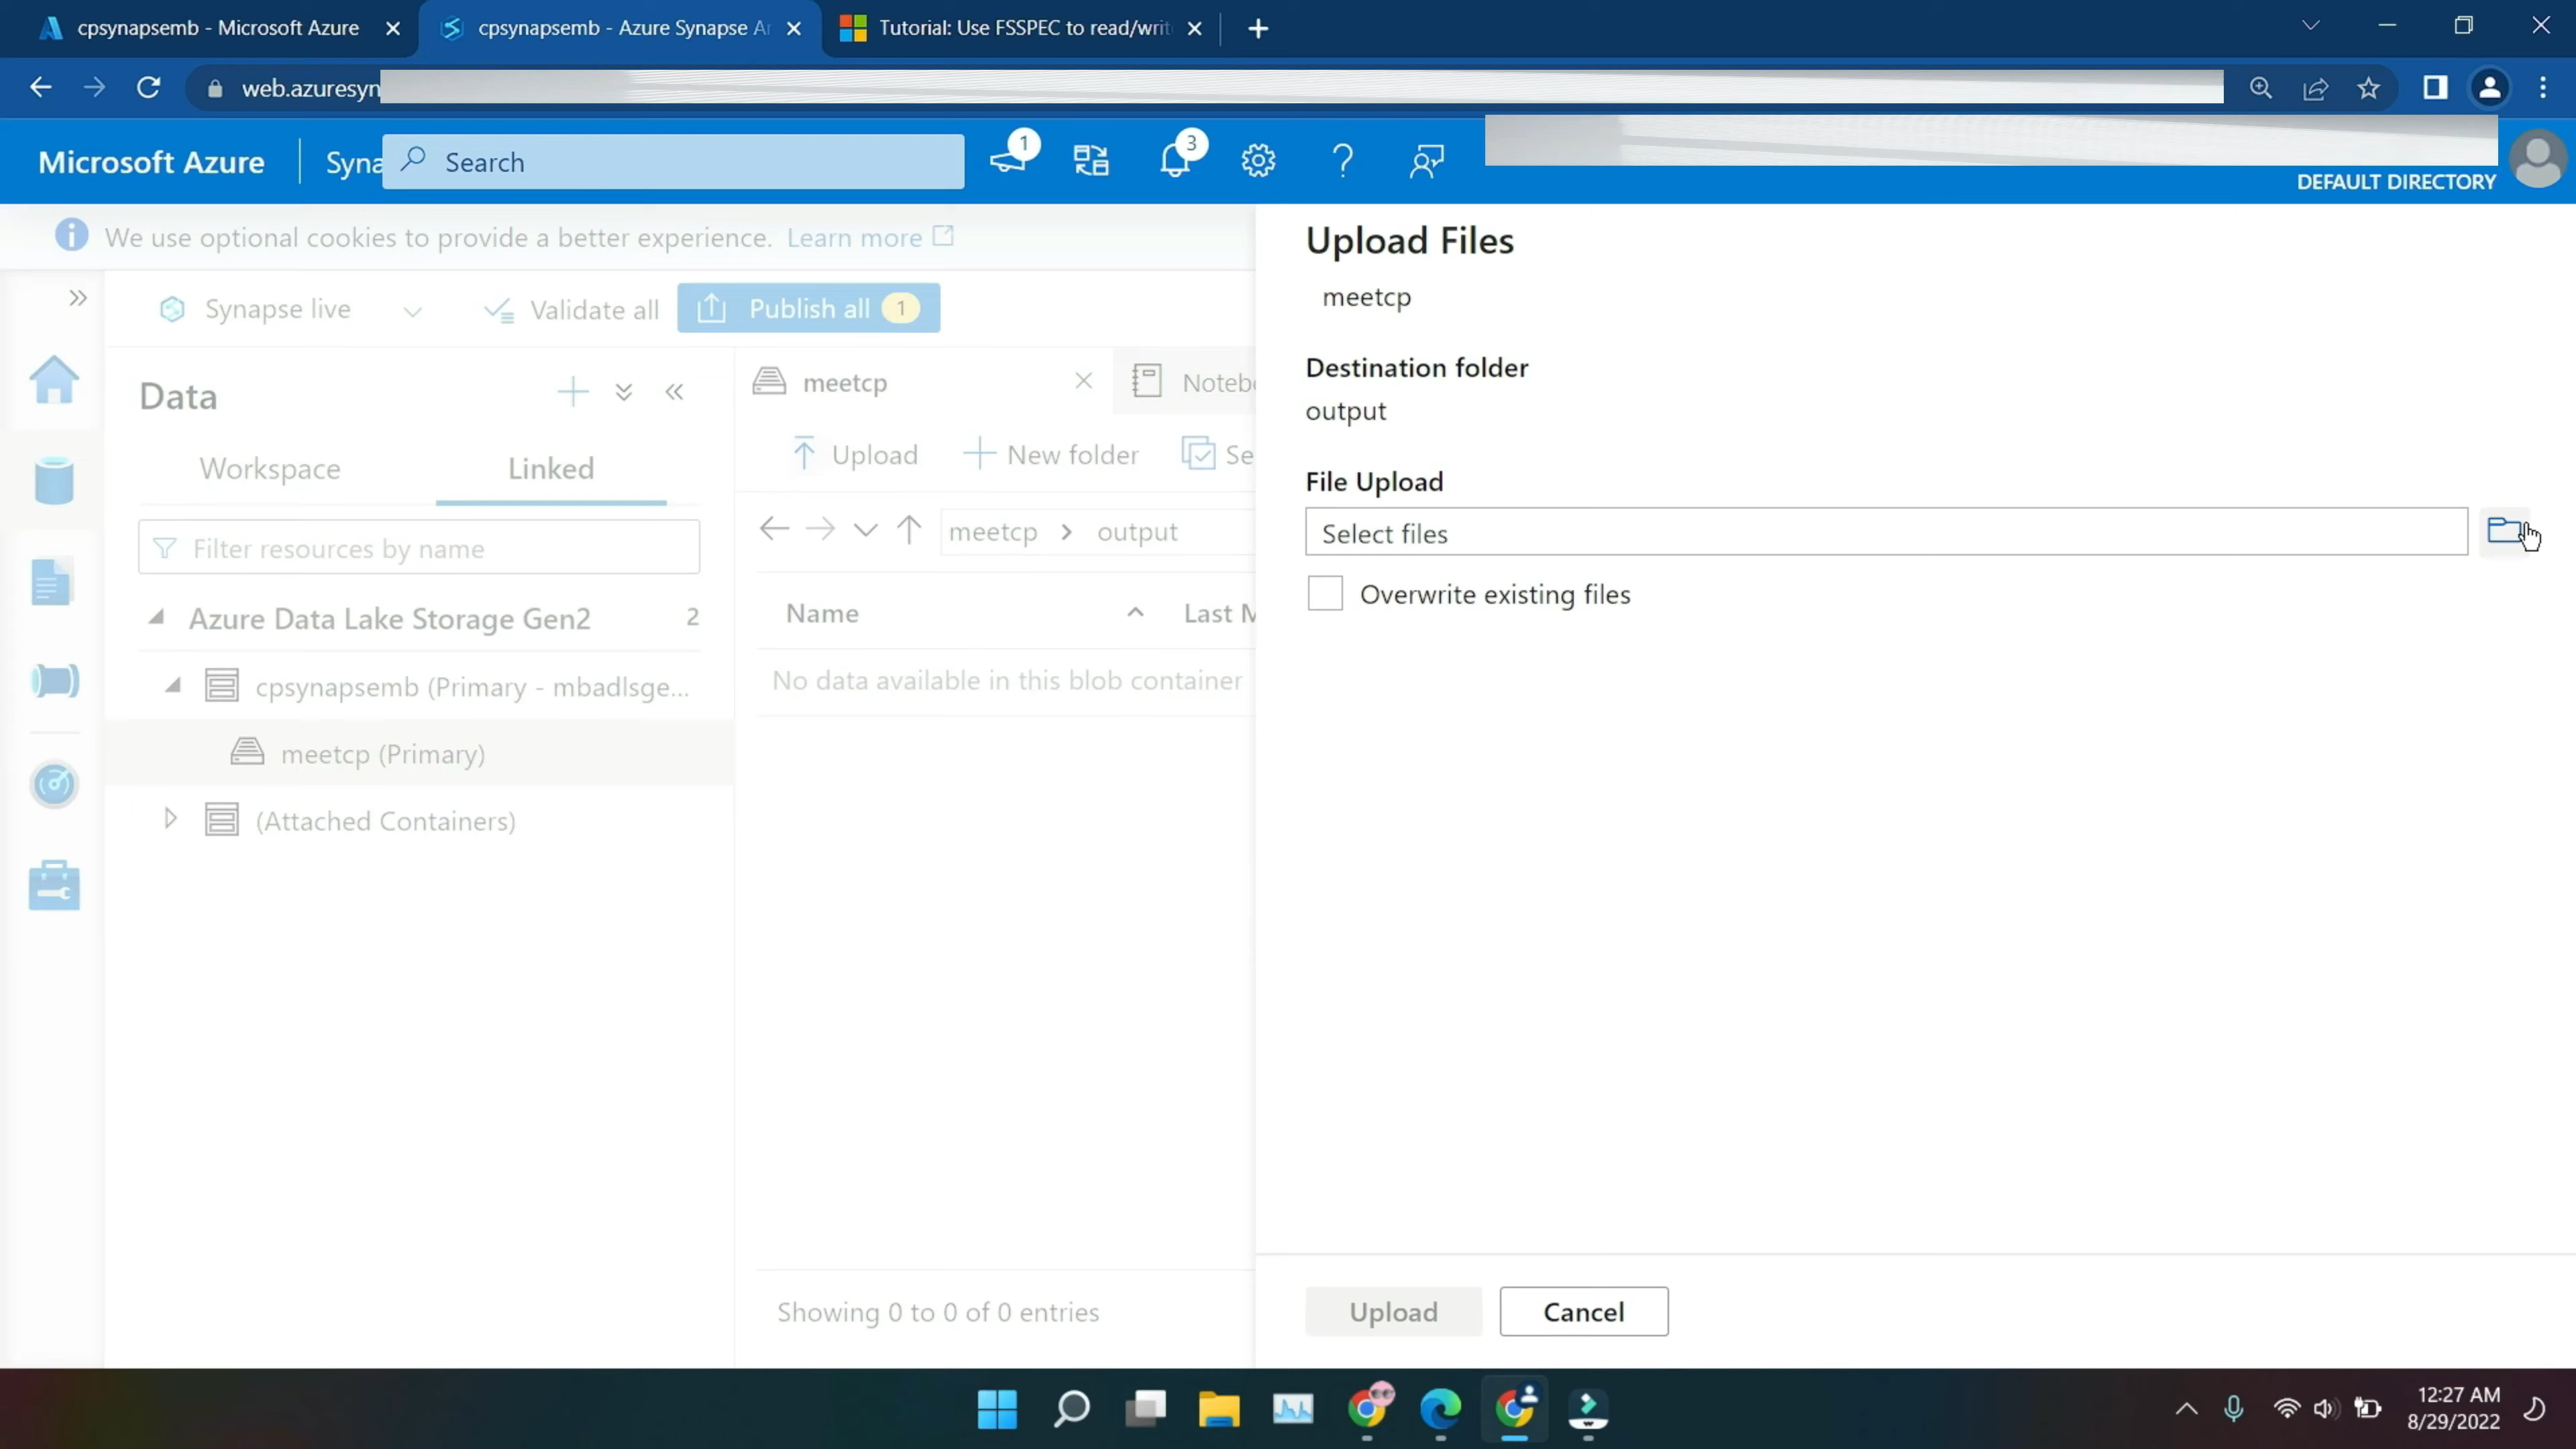 cpsynapsemb - Microsoft Azure
cpsynapsemb - Azure Synapse Ar
Tutorial: Use FSSPEC to read/writ
web.azuresyn
Microsoft Azure
Syna
Search
1
3
DEFAULT DIRECTORY
We use optional cookies to provide a better experience. Learn more
Synapse live
Validate all
Publish all 1
Data
Workspace
Linked
Filter resources by name
Azure Data Lake Storage Gen2 2
cpsynapsemb (Primary - mbadlsge...
meetcp (Primary)
(Attached Containers)
meetcp
Notebo
Upload
New folder
Se
meetcp > output
Name
Last M
No data available in this blob container
Showing 0 to 0 of 0 entries
Upload Files
meetcp
Destination folder
output
File Upload
Select files
Overwrite existing files
Upload
Cancel
12:27 AM
8/29/2022